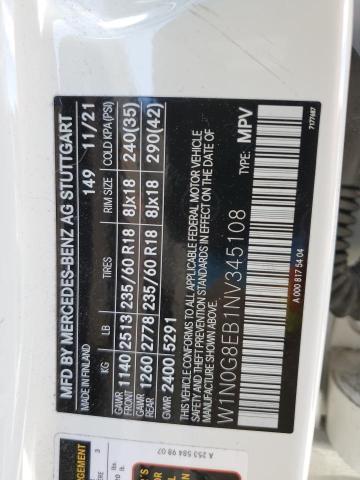 MFD BY MERCEDES-BENZ AG STUTTGART
MADE IN FINLAND 149 11/21
KG LB TIRES RIM SIZE COLD KPA(PSI)
GAWR FRONT 1140 2513 235/60 R18 8Jx18 240(35)
GAWR REAR 1260 2778 235/60 R18 8Jx18 290(42)
GVWR 2400 5291
THIS VEHICLE CONFORMS TO ALL APPLICABLE FEDERAL MOTOR VEHICLE
SAFETY AND THEFT PREVENTION STANDARDS IN EFFECT ON THE DATE OF
MANUFACTURE SHOWN ABOVE.
W1N0G8EB1NV345108 TYPE: MPV
A 000 817 54 04
7177687
A 253 584 98 07